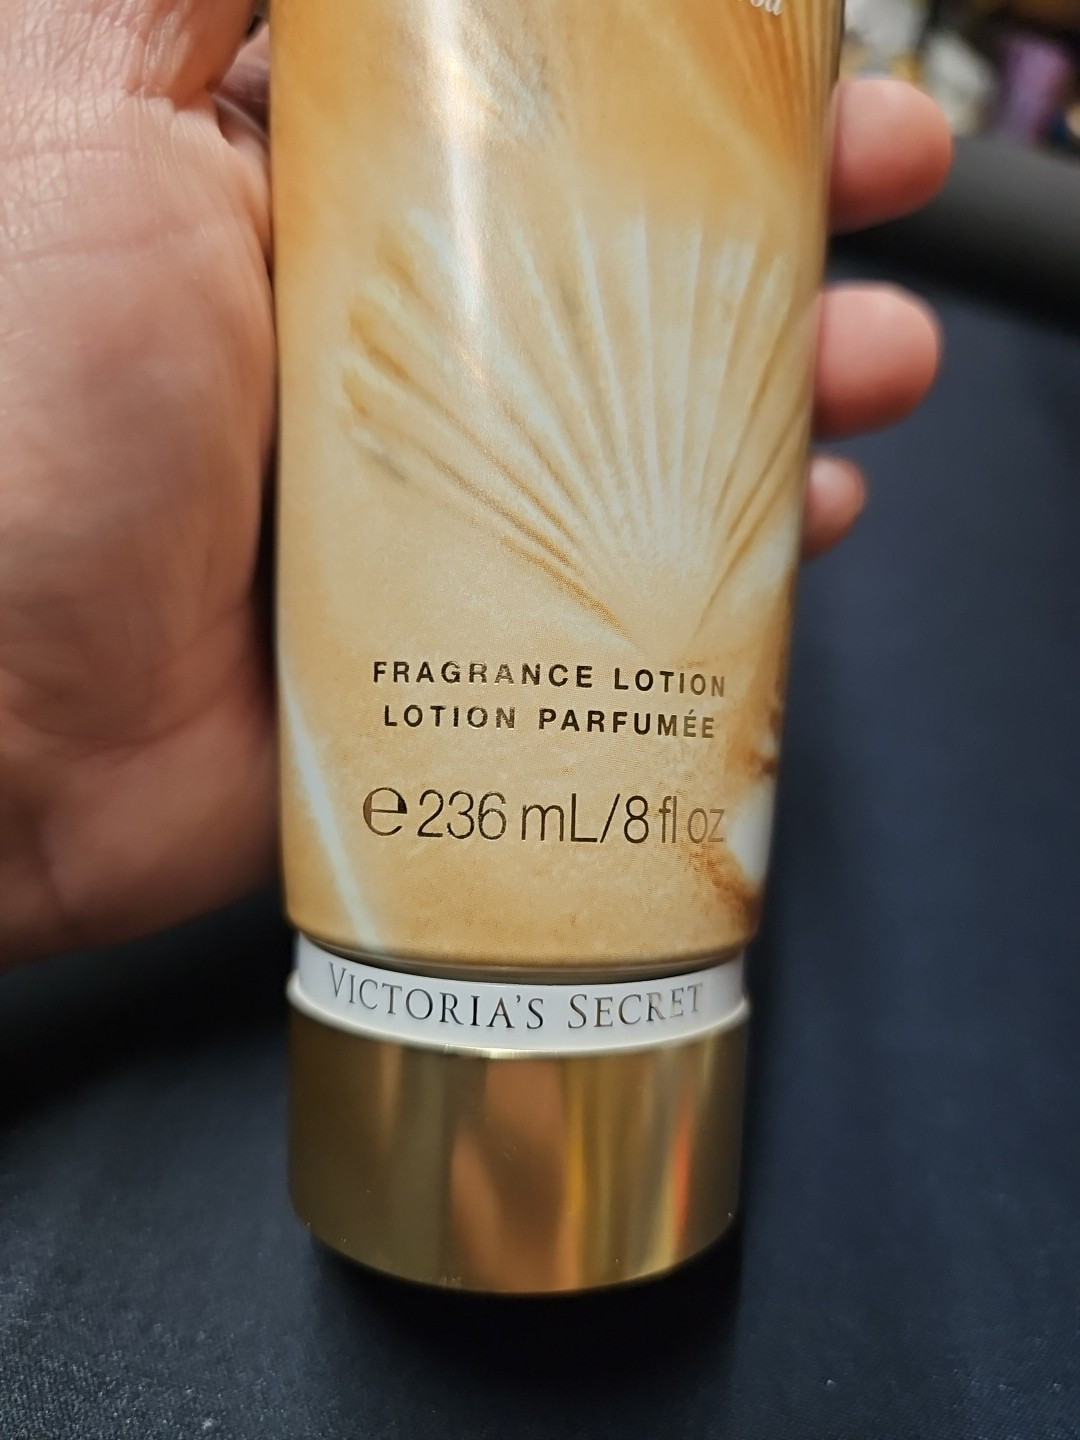 FRAGRANCE LOTION
LOTION PARFUMÉE
℮ 236 mL/8 fl oz
VICTORIA'S SECRET